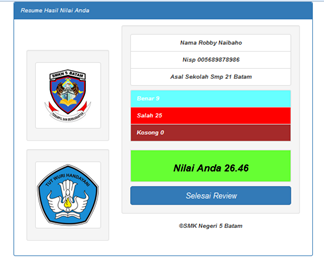 Resume Hasil Nilai Anda
Nama Robby Naibaho
Nisp 005689878986
Asal Sekolah Smp 21 Batam
Benar 9
Salah 25
Kosong 0
Nilai Anda 26.46
Selesai Review
©SMK Negeri 5 Batam
SMKN 5 BATAM
TUT WURI HANDAYANI